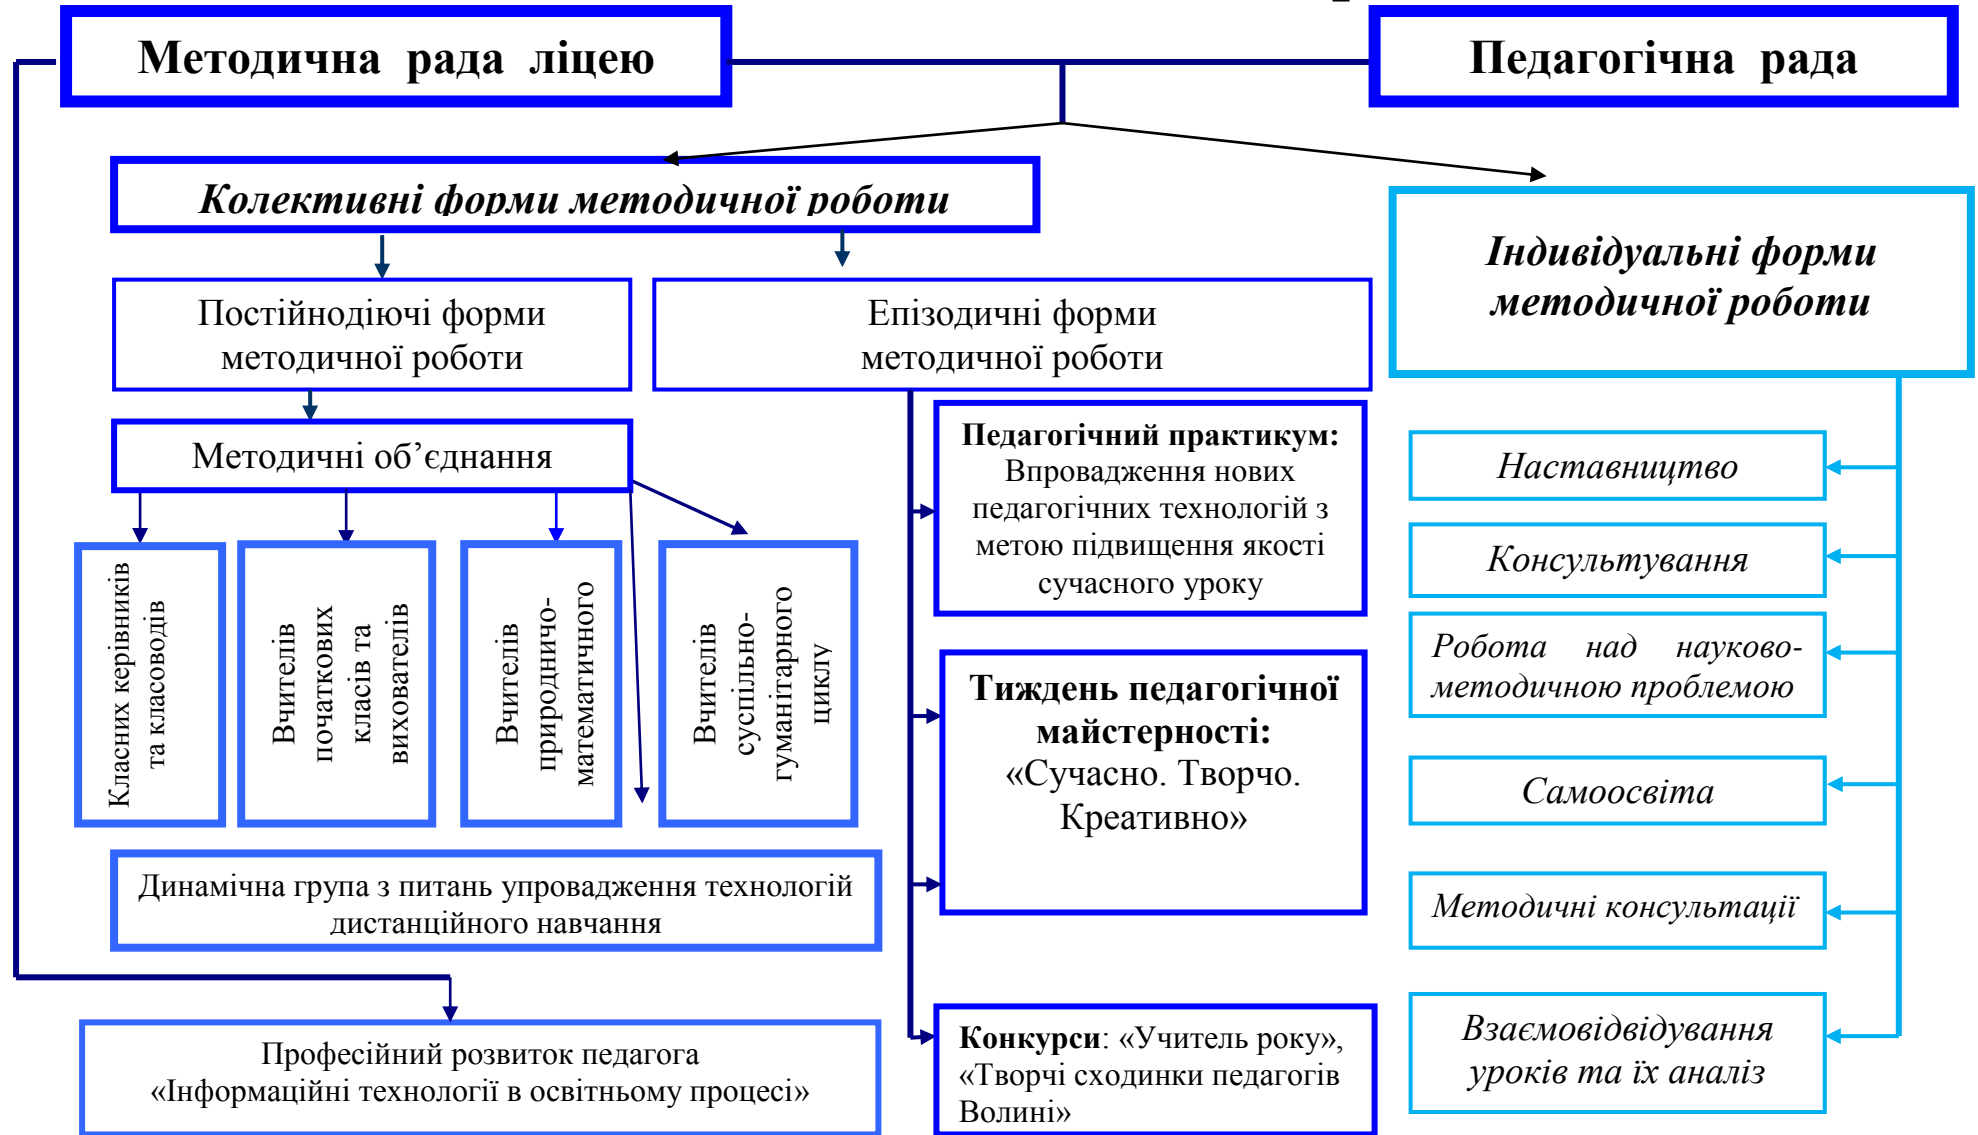 Методична рада ліцею
Педагогічна рада
Колективні форми методичної роботи
Індивідуальні форми
методичної роботи
Постійнодіючі форми
методичної роботи
Епізодичні форми
методичної роботи
Методичні об’єднання
Класних керівників
та класоводів
Вчителів
початкових
класів та
вихователів
Вчителів
природничо-
математичного
Вчителів
суспільно-
гуманітарного
циклу
Динамічна група з питань упровадження технологій
дистанційного навчання
Професійний розвиток педагога
«Інформаційні технології в освітньому процесі»
Педагогічний практикум:
Впровадження нових
педагогічних технологій з
метою підвищення якості
сучасного уроку
Тиждень педагогічної
майстерності:
«Сучасно. Творчо.
Креативно»
Конкурси: «Учитель року»,
«Творчі сходинки педагогів
Волині»
Наставництво
Консультування
Робота над науково-
методичною проблемою
Самоосвіта
Методичні консультації
Взаємовідвідування
уроків та їх аналіз